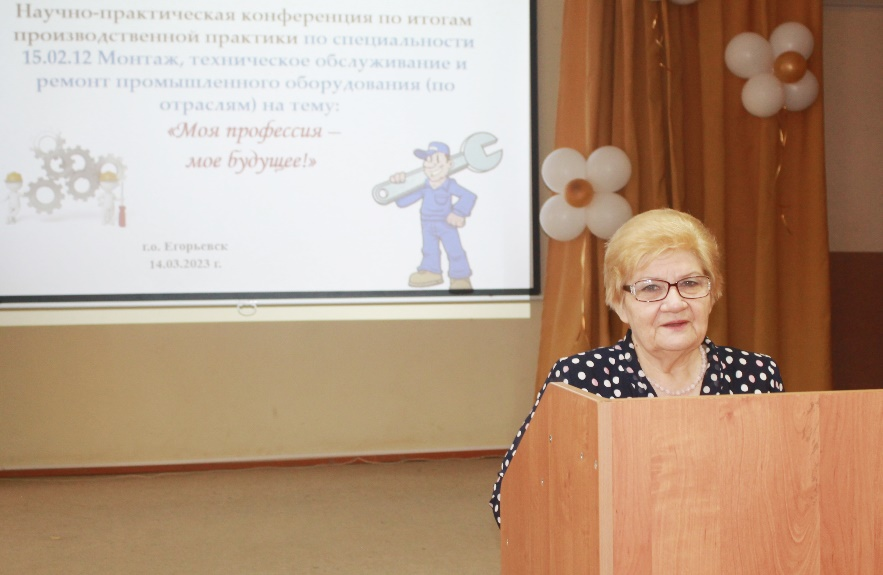 Научно-практическая конференция по итогам
производственной практики по специальности
15.02.12 Монтаж, техническое обслуживание и
ремонт промышленного оборудования (по
отраслям) на тему:
«Моя профессия –
мое будущее!»
г.о. Егорьевск
14.03.2023 г.